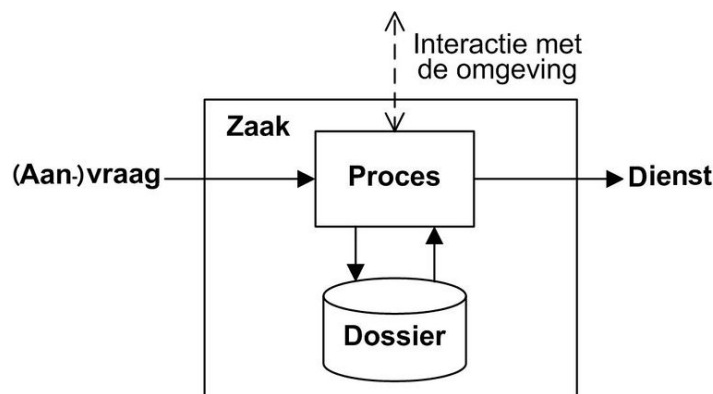 Interactie met
de omgeving
Zaak
(Aan-)vraag
Proces
Dienst
Dossier